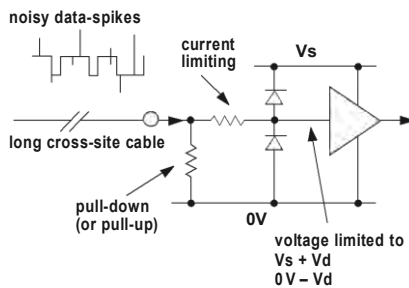 noisy data-spikes
current
limiting
Vs
long cross-site cable
pull-down
(or pull-up)
0V
voltage limited to
Vs + Vd
0V – Vd